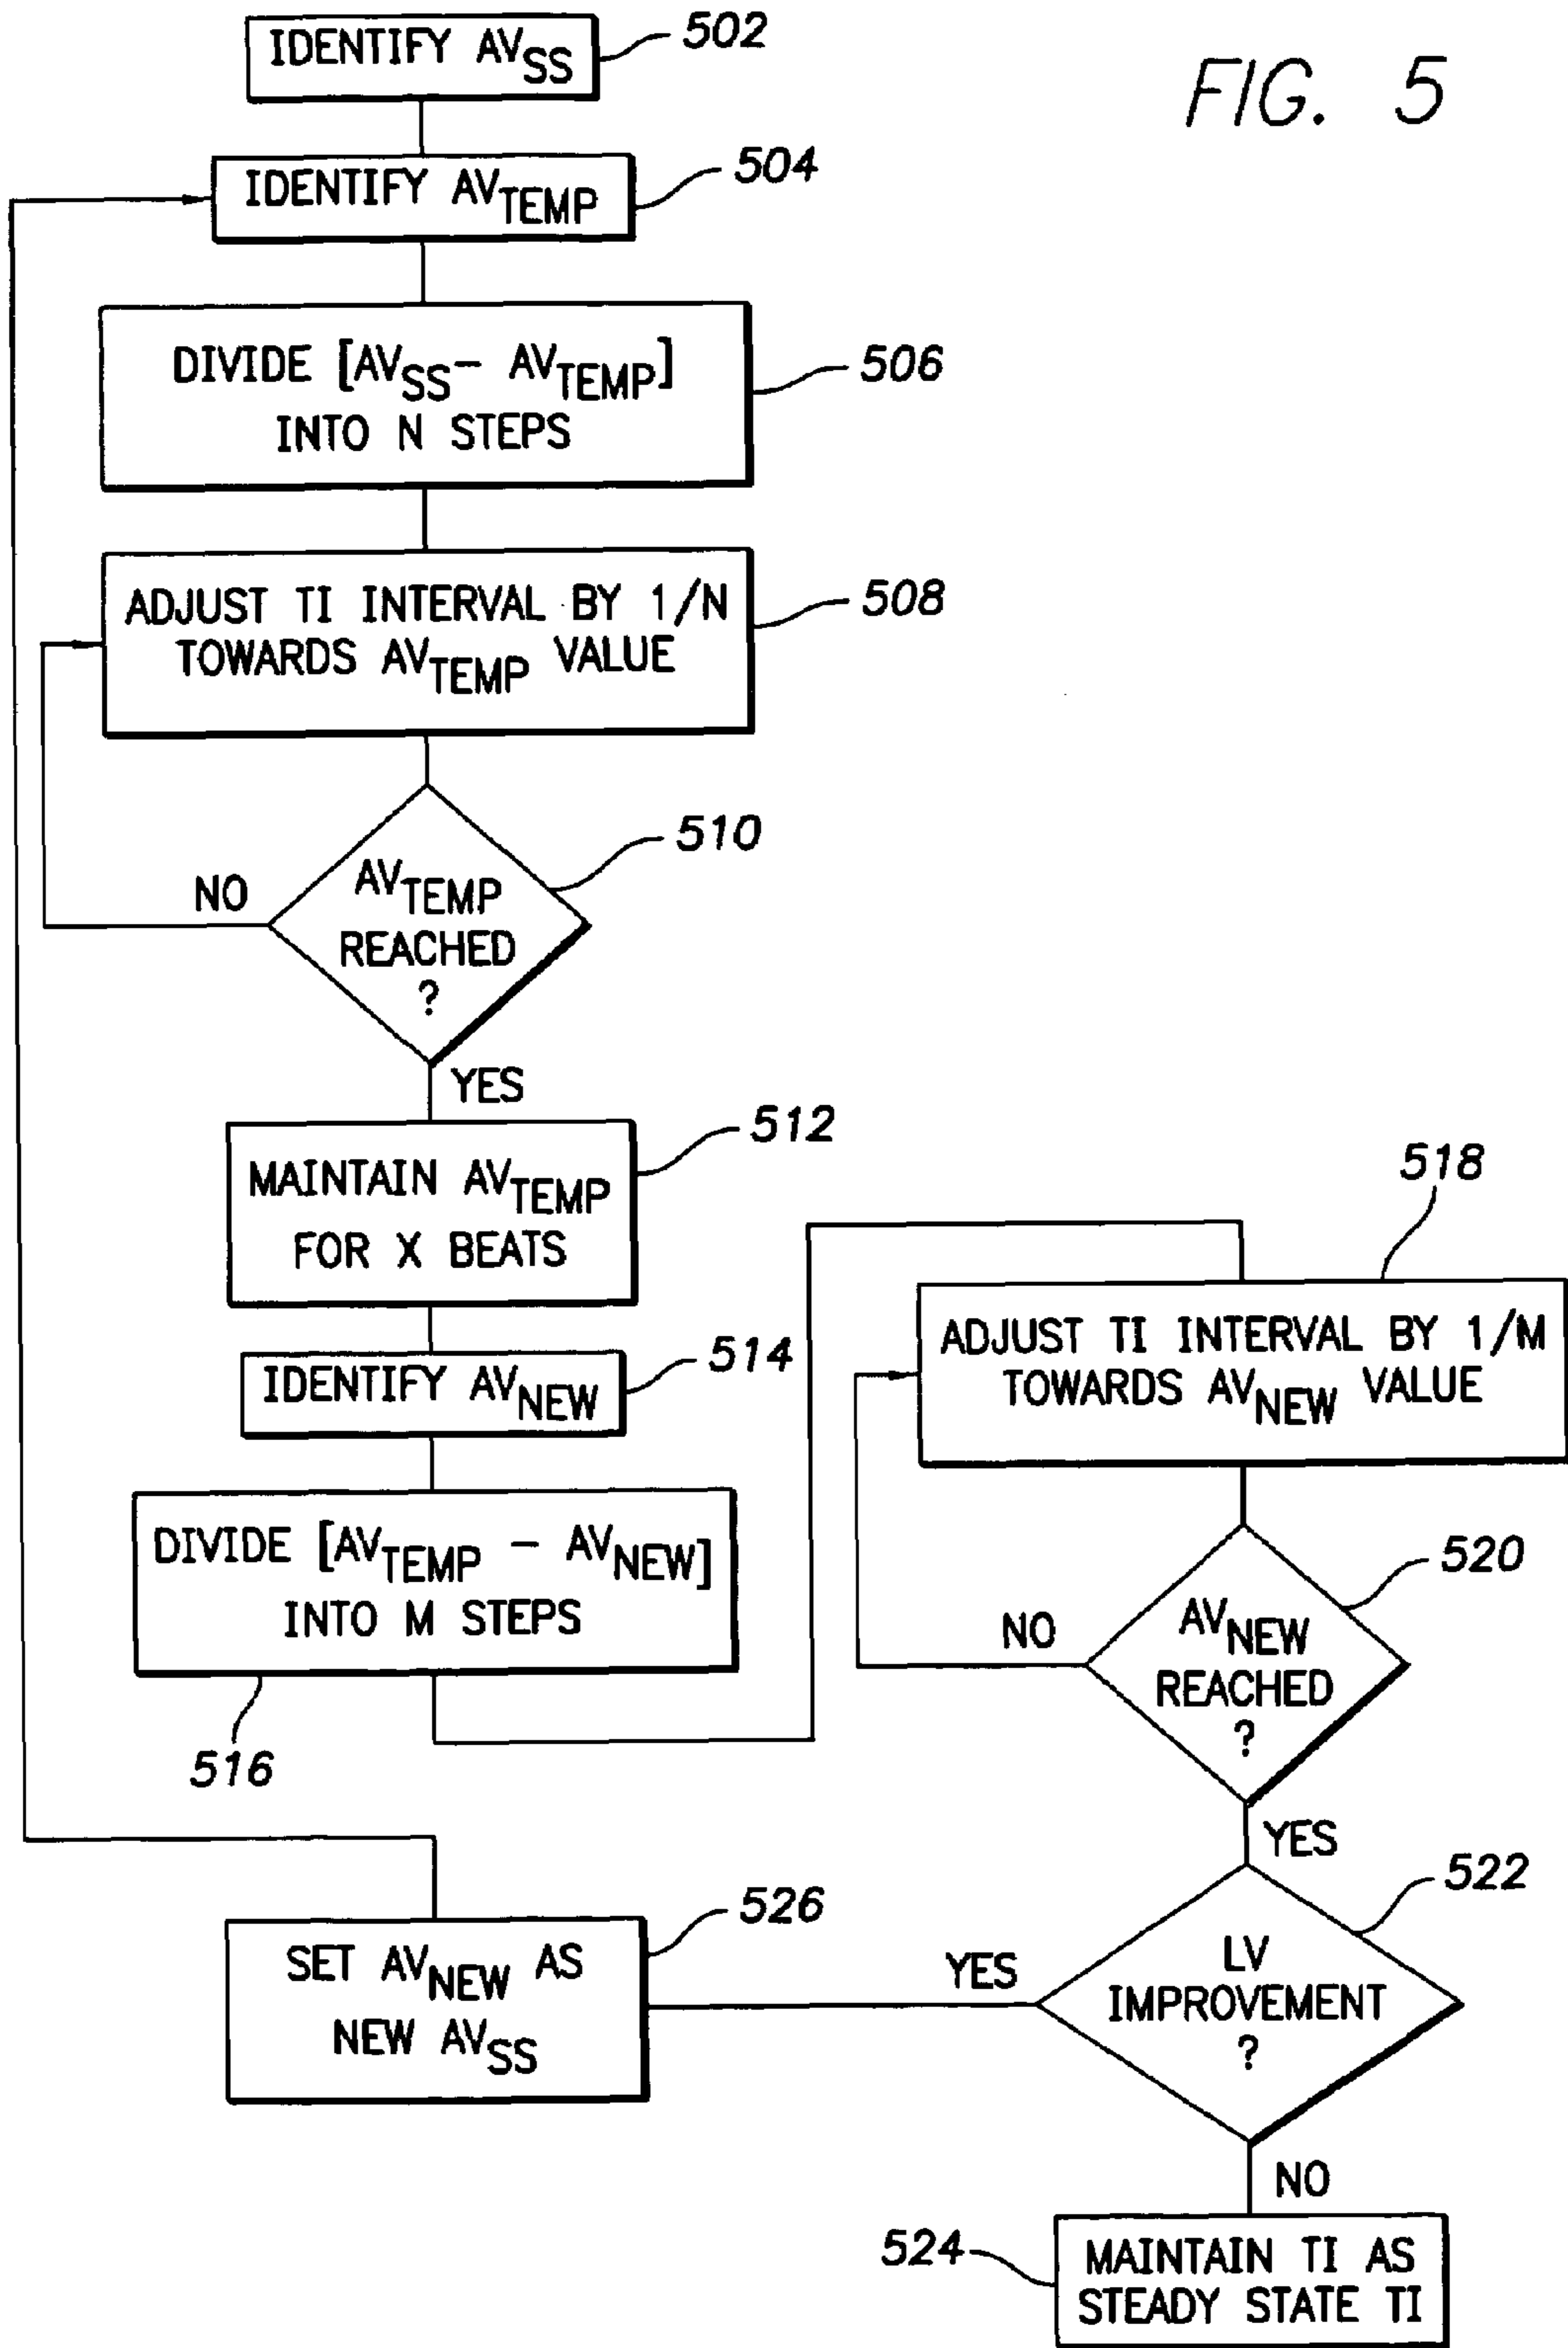 FIG. 5
IDENTIFY AVSS
502
IDENTIFY AVTEMP
504
DIVIDE [AVSS - AVTEMP]
INTO N STEPS
506
ADJUST TI INTERVAL BY 1/N
TOWARDS AVTEMP VALUE
508
AVTEMP
REACHED
?
510
NO
YES
MAINTAIN AVTEMP
FOR X BEATS
512
IDENTIFY AVNEW
514
DIVIDE [AVTEMP - AVNEW]
INTO M STEPS
516
518
ADJUST TI INTERVAL BY 1/M
TOWARDS AVNEW VALUE
AVNEW
REACHED
?
520
NO
YES
LV
IMPROVEMENT
?
522
YES
NO
SET AVNEW AS
NEW AVSS
526
524
MAINTAIN TI AS
STEADY STATE TI